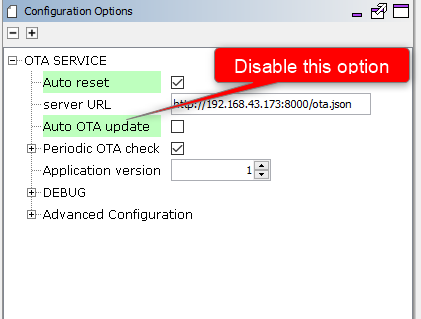 Configuration Options
OTA SERVICE
Disable this option
Auto reset
server URL http://192.168.43.173:8000/ota.json
Auto OTA update
Periodic OTA check
Application version 1
DEBUG
Advanced Configuration